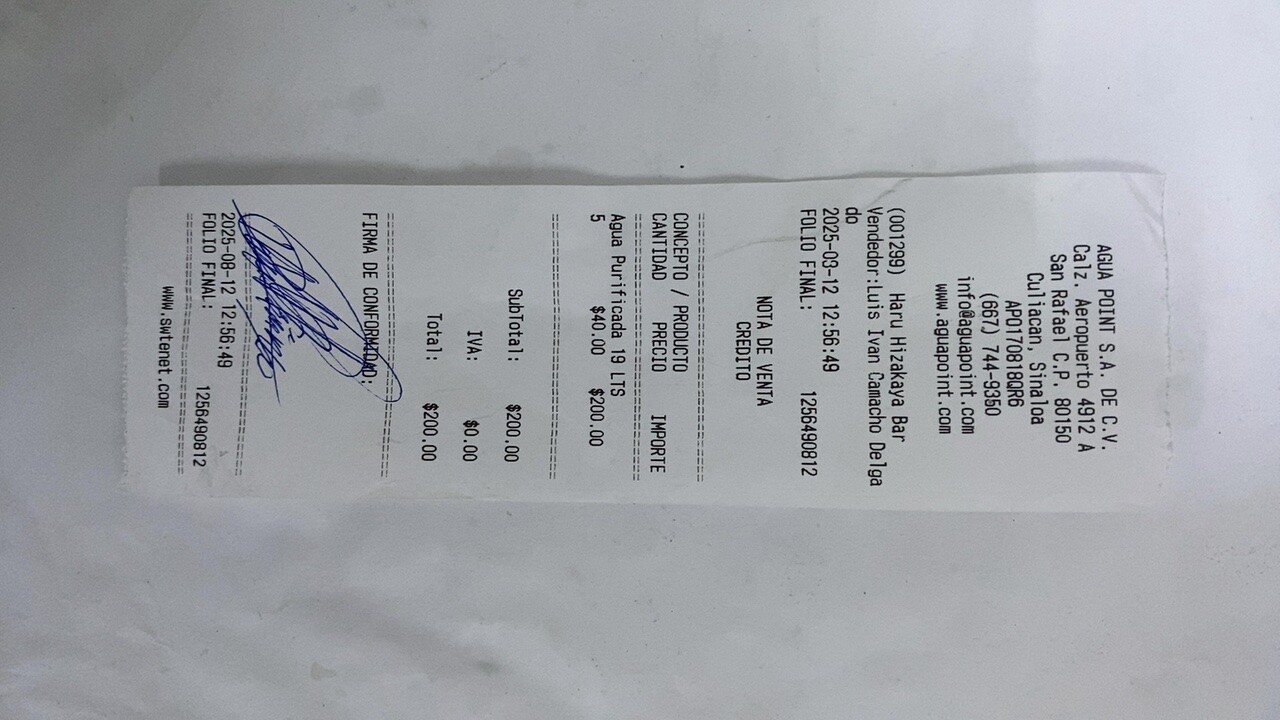 AGUA POINT S.A. DE C.V.
Calz. Aeropuerto 4912 A
San Rafael C.P. 80150
Culiacan, Sinaloa
APO170818QR6
(667) 744-9350
info@aguapoint.com
www.aguapoint.com
(001299) Haru Hizakaya Bar
Vendedor:Luis Ivan Camacho Delga
do
2025-03-12 12:56:49
FOLIO FINAL: 1256490812
NOTA DE VENTA
CREDITO
================================
CONCEPTO / PRODUCTO
CANTIDAD PRECIO IMPORTE
================================
Agua Purificada 19 LTS
5 $40.00 $200.00
================================
SubTotal: $200.00
IVA: $0.00
Total: $200.00
================================
FIRMA DE CONFORMIDAD:
================================
2025-08-12 12:56:49
FOLIO FINAL: 1256490812
================================
www.swtenet.com